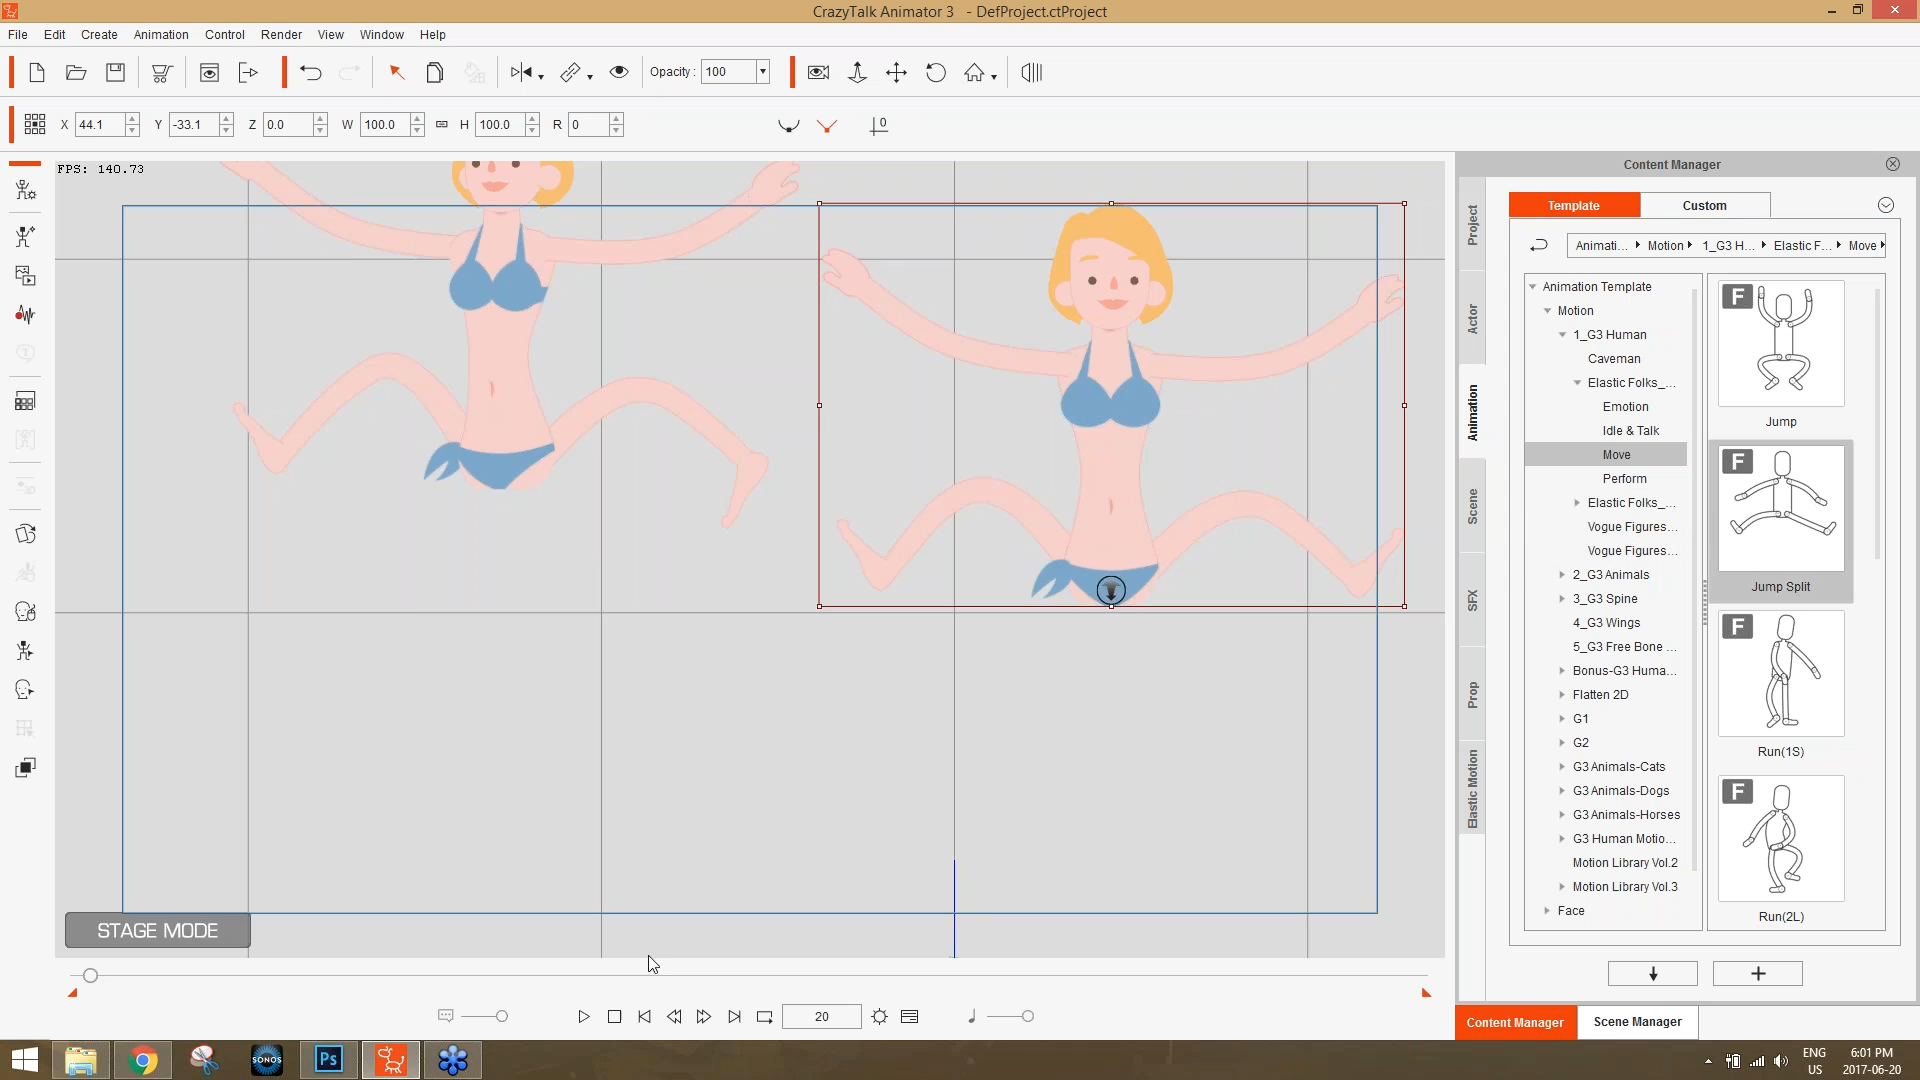 CrazyTalk Animator 3   - DefProject.ctProject
File Edit Create Animation Control Render View Window Help
Opacity : 100
X 44.1 Y -33.1 Z 0.0 W 100.0 H 100.0 R 0
0
FPS: 140.73
STAGE MODE
20
Content Manager
Project
Actor
Animation
Scene
SFX
Prop
Elastic Motion
Template Custom
Animati... Motion 1_G3 H... Elastic F... Move
Animation Template
Motion
1_G3 Human
Caveman
Elastic Folks_...
Emotion
Idle & Talk
Move
Perform
Elastic Folks_...
Vogue Figures...
Vogue Figures...
2_G3 Animals
3_G3 Spine
4_G3 Wings
5_G3 Free Bone ...
Bonus-G3 Huma...
Flatten 2D
G1
G2
G3 Animals-Cats
G3 Animals-Dogs
G3 Animals-Horses
G3 Human Motio...
Motion Library Vol.2
Motion Library Vol.3
Face
F
Jump
F
Jump Split
F
Run(1S)
F
Run(2L)
Content Manager Scene Manager
SONOS
Ps
ENG
US
6:01 PM
2017-06-20